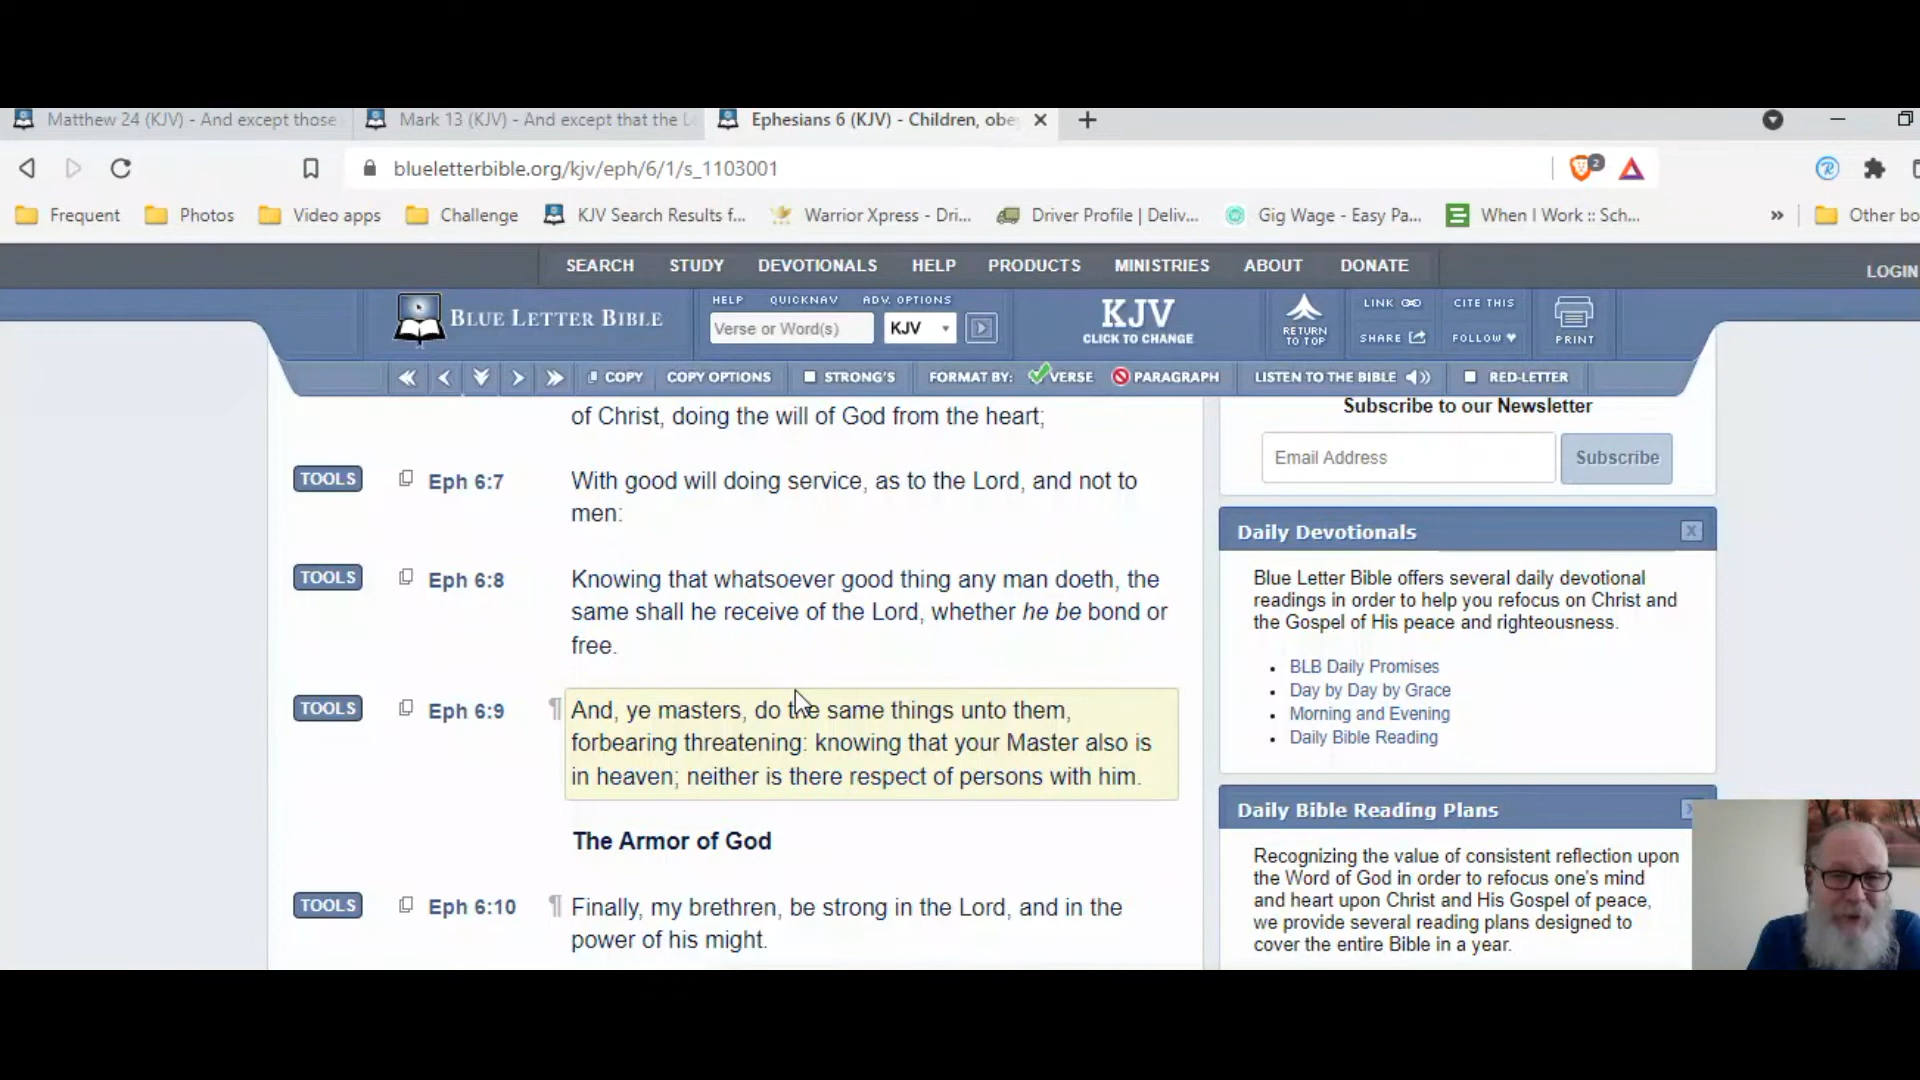 Matthew 24 (KJV) - And except those
Mark 13 (KJV) - And except that the L
Ephesians 6 (KJV) - Children, obe
blueletterbible.org/kjv/eph/6/1/s_1103001
2
Frequent
Photos
Video apps
Challenge
KJV Search Results f...
Warrior Xpress - Dri...
Driver Profile | Deliv...
Gig Wage - Easy Pa...
When I Work :: Sch...
»
Other bo
SEARCH
STUDY
DEVOTIONALS
HELP
PRODUCTS
MINISTRIES
ABOUT
DONATE
LOGIN
BLUE LETTER BIBLE
HELP
QUICKNAV
ADV. OPTIONS
Verse or Word(s)
KJV
KJV
CLICK TO CHANGE
RETURN
TO TOP
LINK
CITE THIS
SHARE
FOLLOW
PRINT
COPY
COPY OPTIONS
STRONG'S
FORMAT BY:
VERSE
PARAGRAPH
LISTEN TO THE BIBLE
RED-LETTER
of Christ, doing the will of God from the heart;
TOOLS
Eph 6:7
With good will doing service, as to the Lord, and not to
men:
TOOLS
Eph 6:8
Knowing that whatsoever good thing any man doeth, the
same shall he receive of the Lord, whether he be bond or
free.
TOOLS
Eph 6:9
¶ And, ye masters, do the same things unto them,
forbearing threatening: knowing that your Master also is
in heaven; neither is there respect of persons with him.
The Armor of God
TOOLS
Eph 6:10
¶ Finally, my brethren, be strong in the Lord, and in the
power of his might.
Subscribe to our Newsletter
Email Address
Subscribe
Daily Devotionals
X
Blue Letter Bible offers several daily devotional
readings in order to help you refocus on Christ and
the Gospel of His peace and righteousness.
BLB Daily Promises
Day by Day by Grace
Morning and Evening
Daily Bible Reading
Daily Bible Reading Plans
Recognizing the value of consistent reflection upon
the Word of God in order to refocus one's mind
and heart upon Christ and His Gospel of peace,
we provide several reading plans designed to
cover the entire Bible in a year.